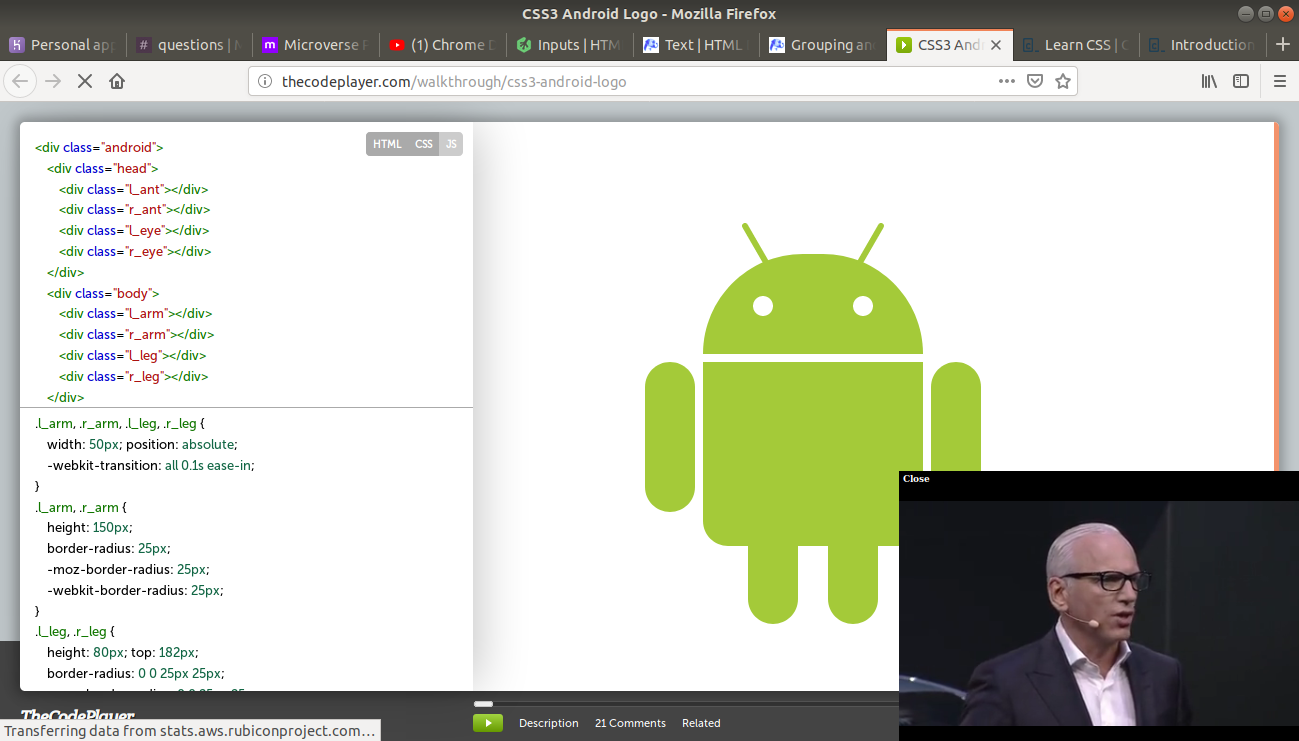 CSS3 Android Logo - Mozilla Firefox
Personal app
questions |
Microverse
(1) Chrome D
Inputs | HTM
Text | HTML
Grouping an
CSS3 And
Learn CSS | C
Introduction
thecodeplayer.com/walkthrough/css3-android-logo
HTML CSS JS
<div class="android">
<div class="head">
<div class="l_ant"></div>
<div class="r_ant"></div>
<div class="l_eye"></div>
<div class="r_eye"></div>
</div>
<div class="body">
<div class="l_arm"></div>
<div class="r_arm"></div>
<div class="l_leg"></div>
<div class="r_leg"></div>
</div>
.l_arm, .r_arm, .l_leg, .r_leg {
width: 50px; position: absolute;
-webkit-transition: all 0.1s ease-in;
}
.l_arm, .r_arm {
height: 150px;
border-radius: 25px;
-moz-border-radius: 25px;
-webkit-border-radius: 25px;
}
.l_leg, .r_leg {
height: 80px; top: 182px;
border-radius: 0 0 25px 25px;
Close
TheCodePlayer
Description 21 Comments Related
Transferring data from stats.aws.rubiconproject.com…